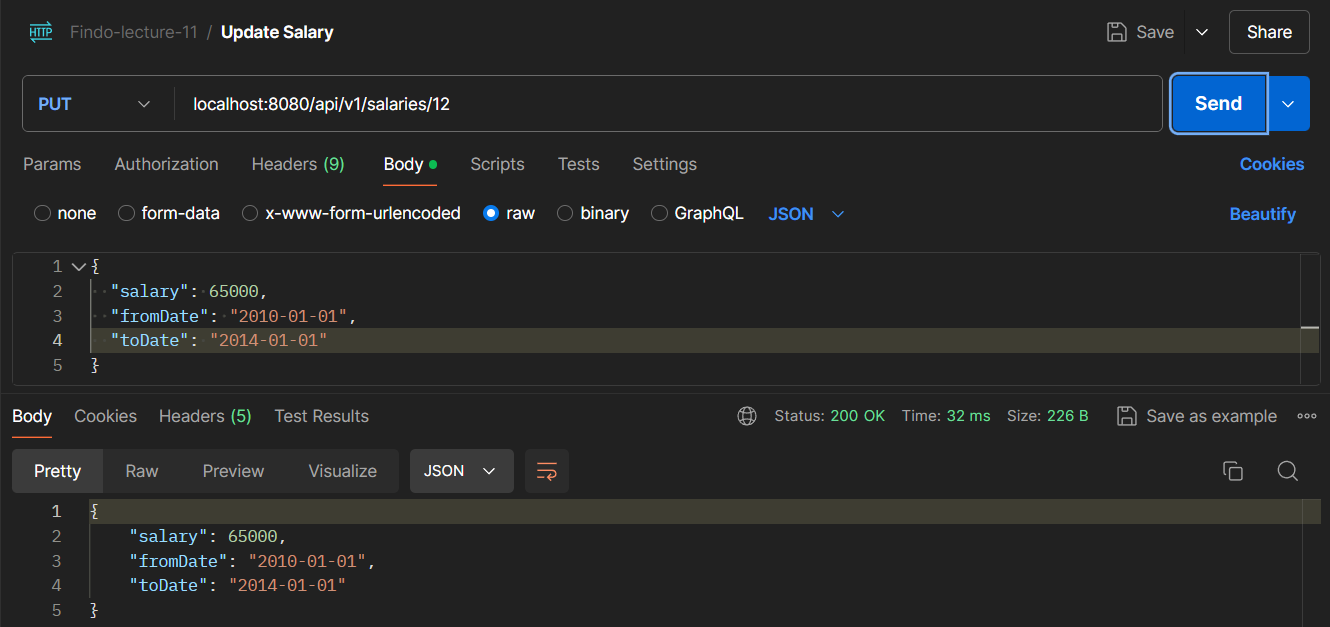 HTTP Findo-lecture-11 / Update Salary Save Share
PUT localhost:8080/api/v1/salaries/12 Send
Params Authorization Headers (9) Body Scripts Tests Settings Cookies
none form-data x-www-form-urlencoded raw binary GraphQL JSON Beautify
1 {
2 "salary": 65000,
3 "fromDate": "2010-01-01",
4 "toDate": "2014-01-01"
5 }
Body Cookies Headers (5) Test Results Status: 200 OK Time: 32 ms Size: 226 B Save as example
Pretty Raw Preview Visualize JSON
1 {
2 "salary": 65000,
3 "fromDate": "2010-01-01",
4 "toDate": "2014-01-01"
5 }